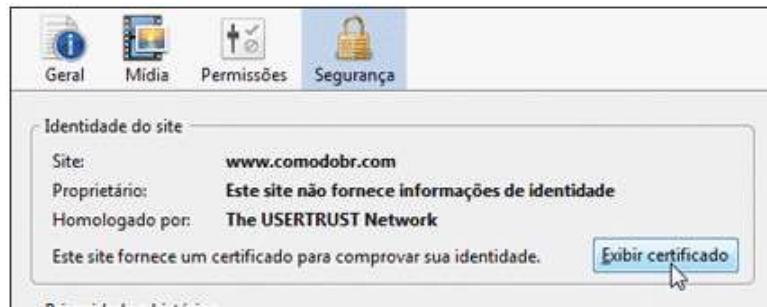 Geral Mídia Permissões Segurança
Identidade do site
Site: www.comodobr.com
Proprietário: Este site não fornece informações de identidade
Homologado por: The USERTRUST Network
Este site fornece um certificado para comprovar sua identidade. Exibir certificado